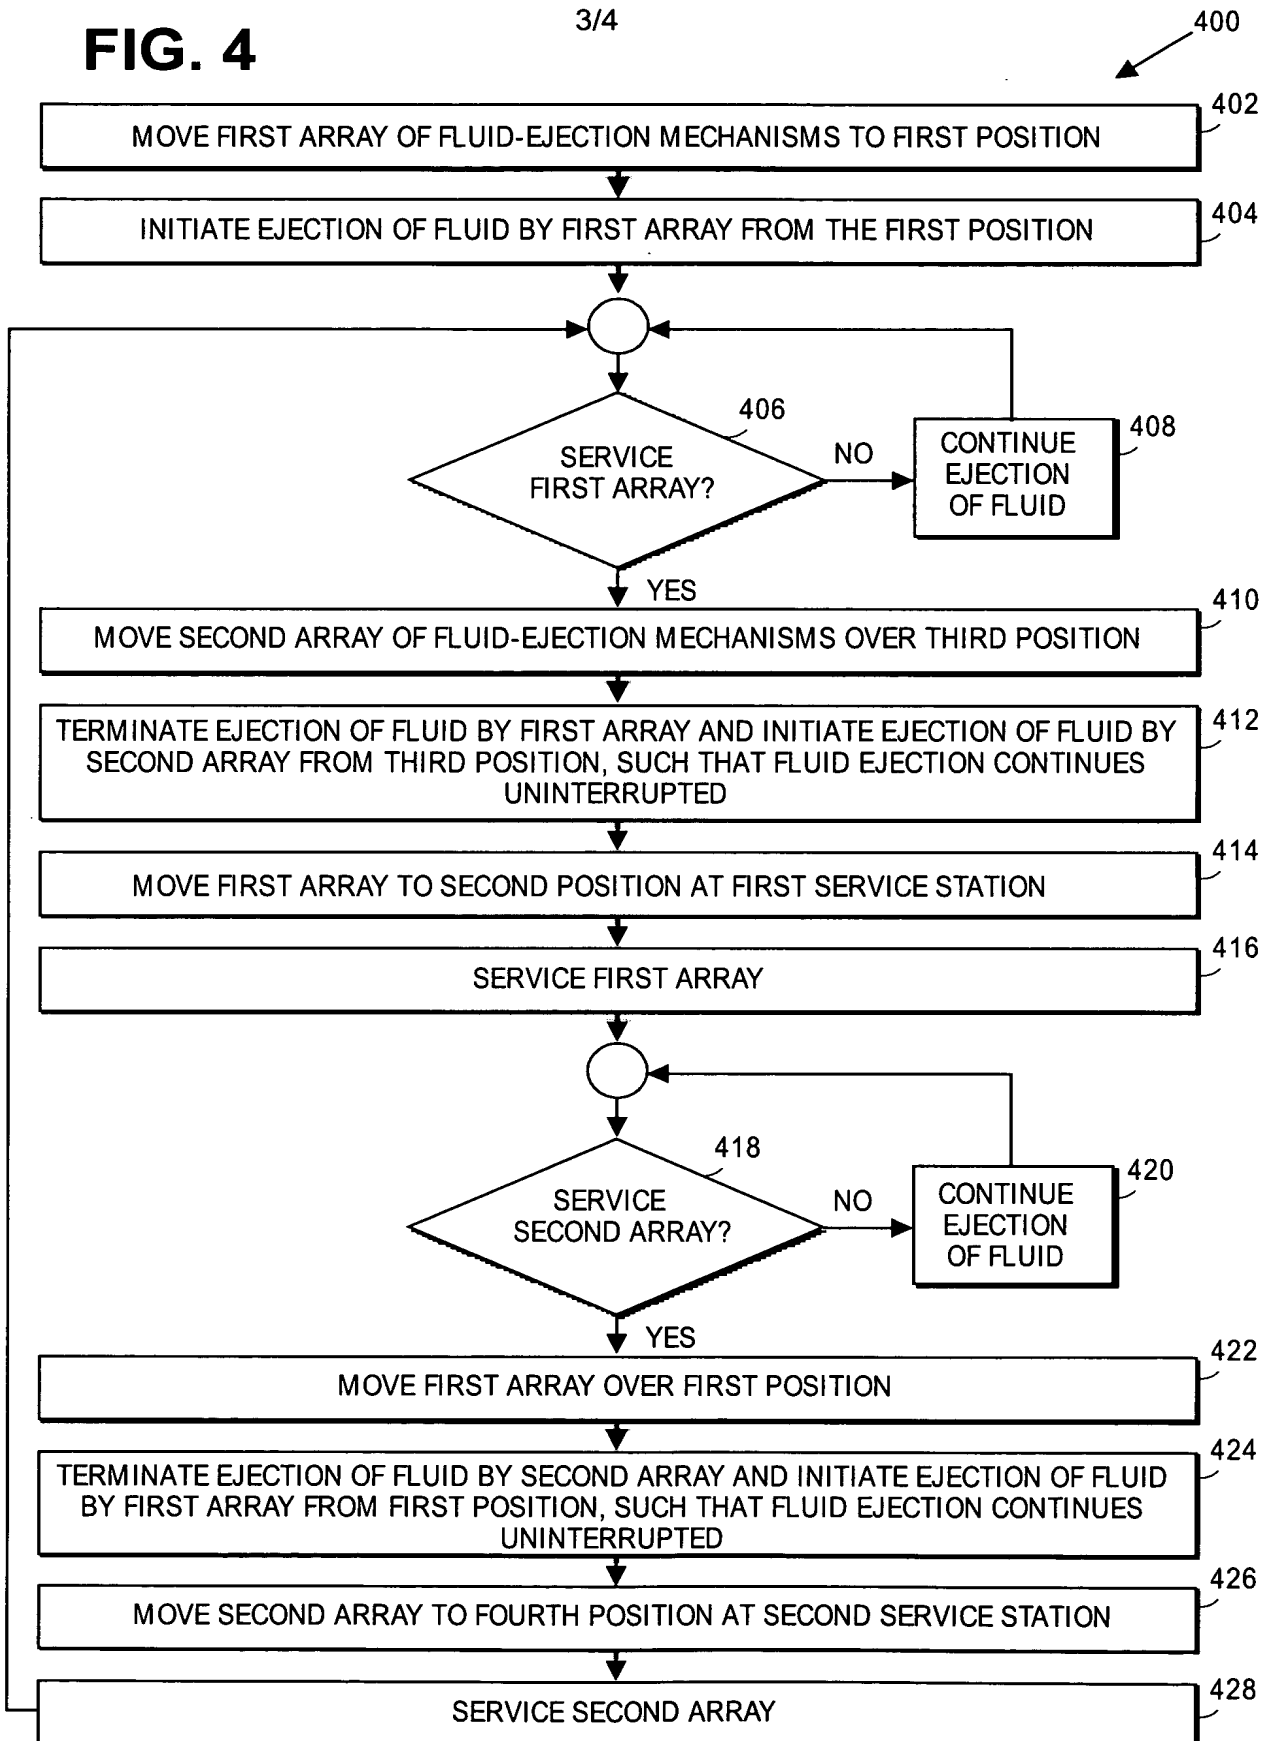 3/4
FIG. 4
400
402
MOVE FIRST ARRAY OF FLUID-EJECTION MECHANISMS TO FIRST POSITION
404
INITIATE EJECTION OF FLUID BY FIRST ARRAY FROM THE FIRST POSITION
406
SERVICE
FIRST ARRAY?
NO
408
CONTINUE
EJECTION
OF FLUID
YES
410
MOVE SECOND ARRAY OF FLUID-EJECTION MECHANISMS OVER THIRD POSITION
412
TERMINATE EJECTION OF FLUID BY FIRST ARRAY AND INITIATE EJECTION OF FLUID BY
SECOND ARRAY FROM THIRD POSITION, SUCH THAT FLUID EJECTION CONTINUES
UNINTERRUPTED
414
MOVE FIRST ARRAY TO SECOND POSITION AT FIRST SERVICE STATION
416
SERVICE FIRST ARRAY
418
SERVICE
SECOND ARRAY?
NO
420
CONTINUE
EJECTION
OF FLUID
YES
422
MOVE FIRST ARRAY OVER FIRST POSITION
424
TERMINATE EJECTION OF FLUID BY SECOND ARRAY AND INITIATE EJECTION OF FLUID
BY FIRST ARRAY FROM FIRST POSITION, SUCH THAT FLUID EJECTION CONTINUES
UNINTERRUPTED
426
MOVE SECOND ARRAY TO FOURTH POSITION AT SECOND SERVICE STATION
428
SERVICE SECOND ARRAY